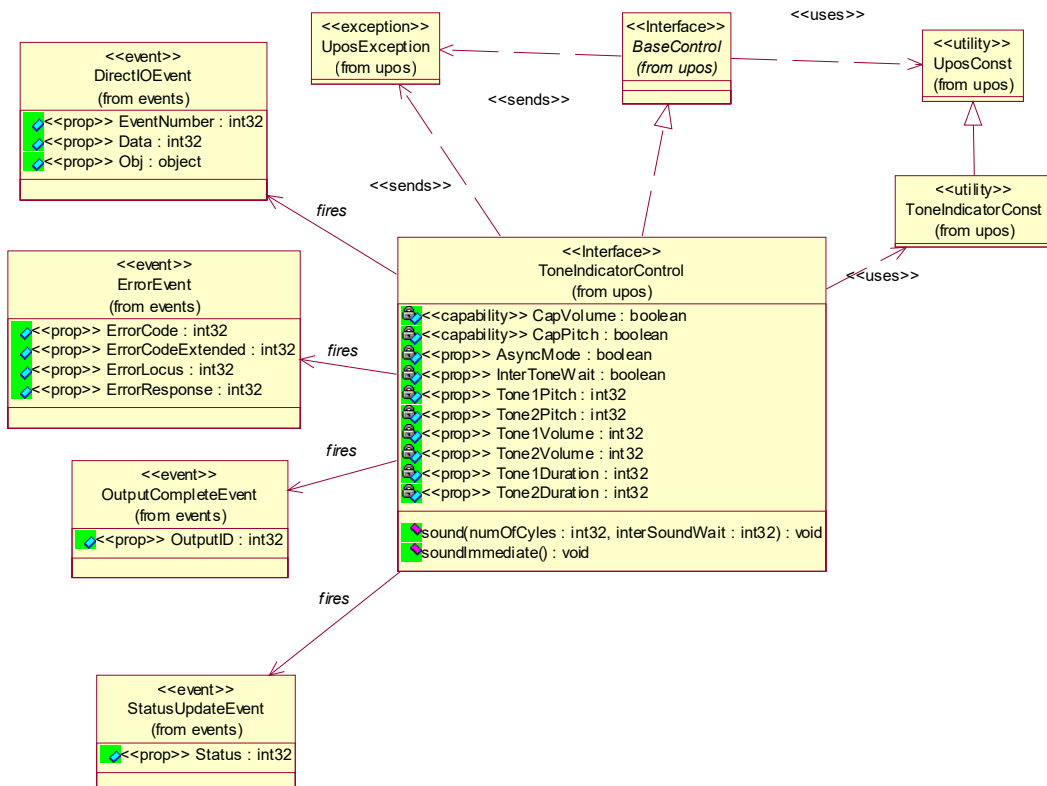 <<uses>>
<<exception>>
UposException
(from upos)
<<Interface>>
BaseControl
(from upos)
<<utility>>
UposConst
(from upos)
<<event>>
DirectIOEvent
(from events)
<<prop>> EventNumber : int32
<<prop>> Data : int32
<<prop>> Obj : object
<<sends>>
<<sends>>
<<utility>>
ToneIndicatorConst
(from upos)
fires
<<event>>
ErrorEvent
(from events)
<<prop>> ErrorCode : int32
<<prop>> ErrorCodeExtended : int32
<<prop>> ErrorLocus : int32
<<prop>> ErrorResponse : int32
fires
<<Interface>>
ToneIndicatorControl
(from upos)
<<capability>> CapVolume : boolean
<<capability>> CapPitch : boolean
<<prop>> AsyncMode : boolean
<<prop>> InterToneWait : boolean
<<prop>> Tone1Pitch : int32
<<prop>> Tone2Pitch : int32
<<prop>> Tone1Volume : int32
<<prop>> Tone2Volume : int32
<<prop>> Tone1Duration : int32
<<prop>> Tone2Duration : int32
sound(numOfCyles : int32, interSoundWait : int32) : void
soundImmediate() : void
<<uses>>
<<event>>
OutputCompleteEvent
(from events)
<<prop>> OutputID : int32
fires
fires
<<event>>
StatusUpdateEvent
(from events)
<<prop>> Status : int32